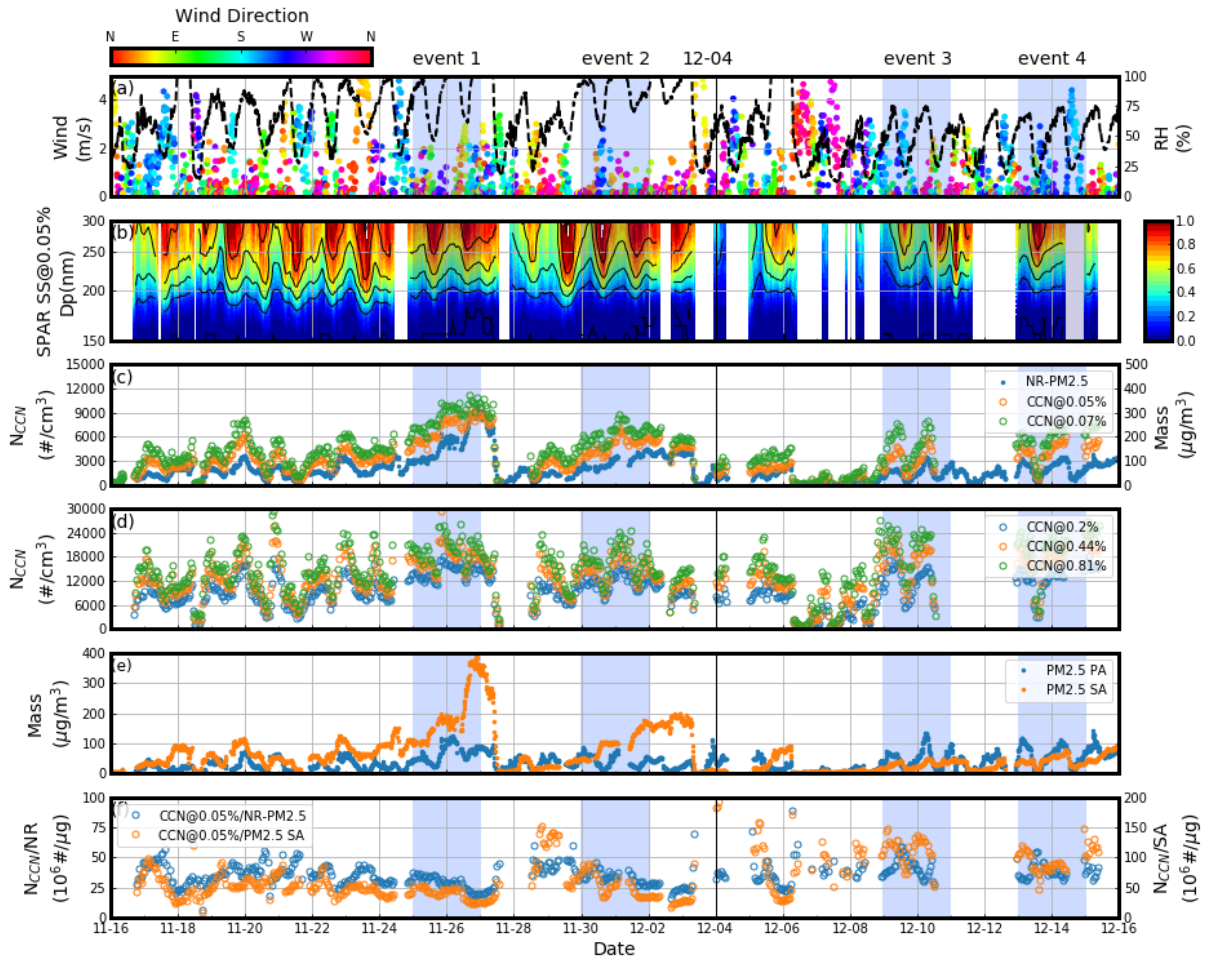 Wind Direction
N E S W N
event 1 event 2 12-04 event 3 event 4
(a)
Wind
(m/s)
4
2
0
100
75
50
25
0
RH
(%)
(b)
SPAR SS@0.05%
Dp(nm)
300
250
200
150
1.0
0.8
0.6
0.4
0.2
0.0
(c)
N_CCN
(#/cm³)
15000
12000
9000
6000
3000
0
NR-PM2.5
CCN@0.05%
CCN@0.07%
500
400
300
200
100
0
Mass
(μg/m³)
(d)
N_CCN
(#/cm³)
30000
24000
18000
12000
6000
0
CCN@0.2%
CCN@0.44%
CCN@0.81%
(e)
Mass
(μg/m³)
400
300
200
100
0
PM2.5 PA
PM2.5 SA
(f)
N_CCN/NR
(10⁶#/μg)
100
75
50
25
0
CCN@0.05%/NR-PM2.5
CCN@0.05%/PM2.5 SA
200
150
100
50
0
N_CCN/SA
(10⁶#/μg)
11-16 11-18 11-20 11-22 11-24 11-26 11-28 11-30 12-02 12-04 12-06 12-08 12-10 12-12 12-14 12-16
Date